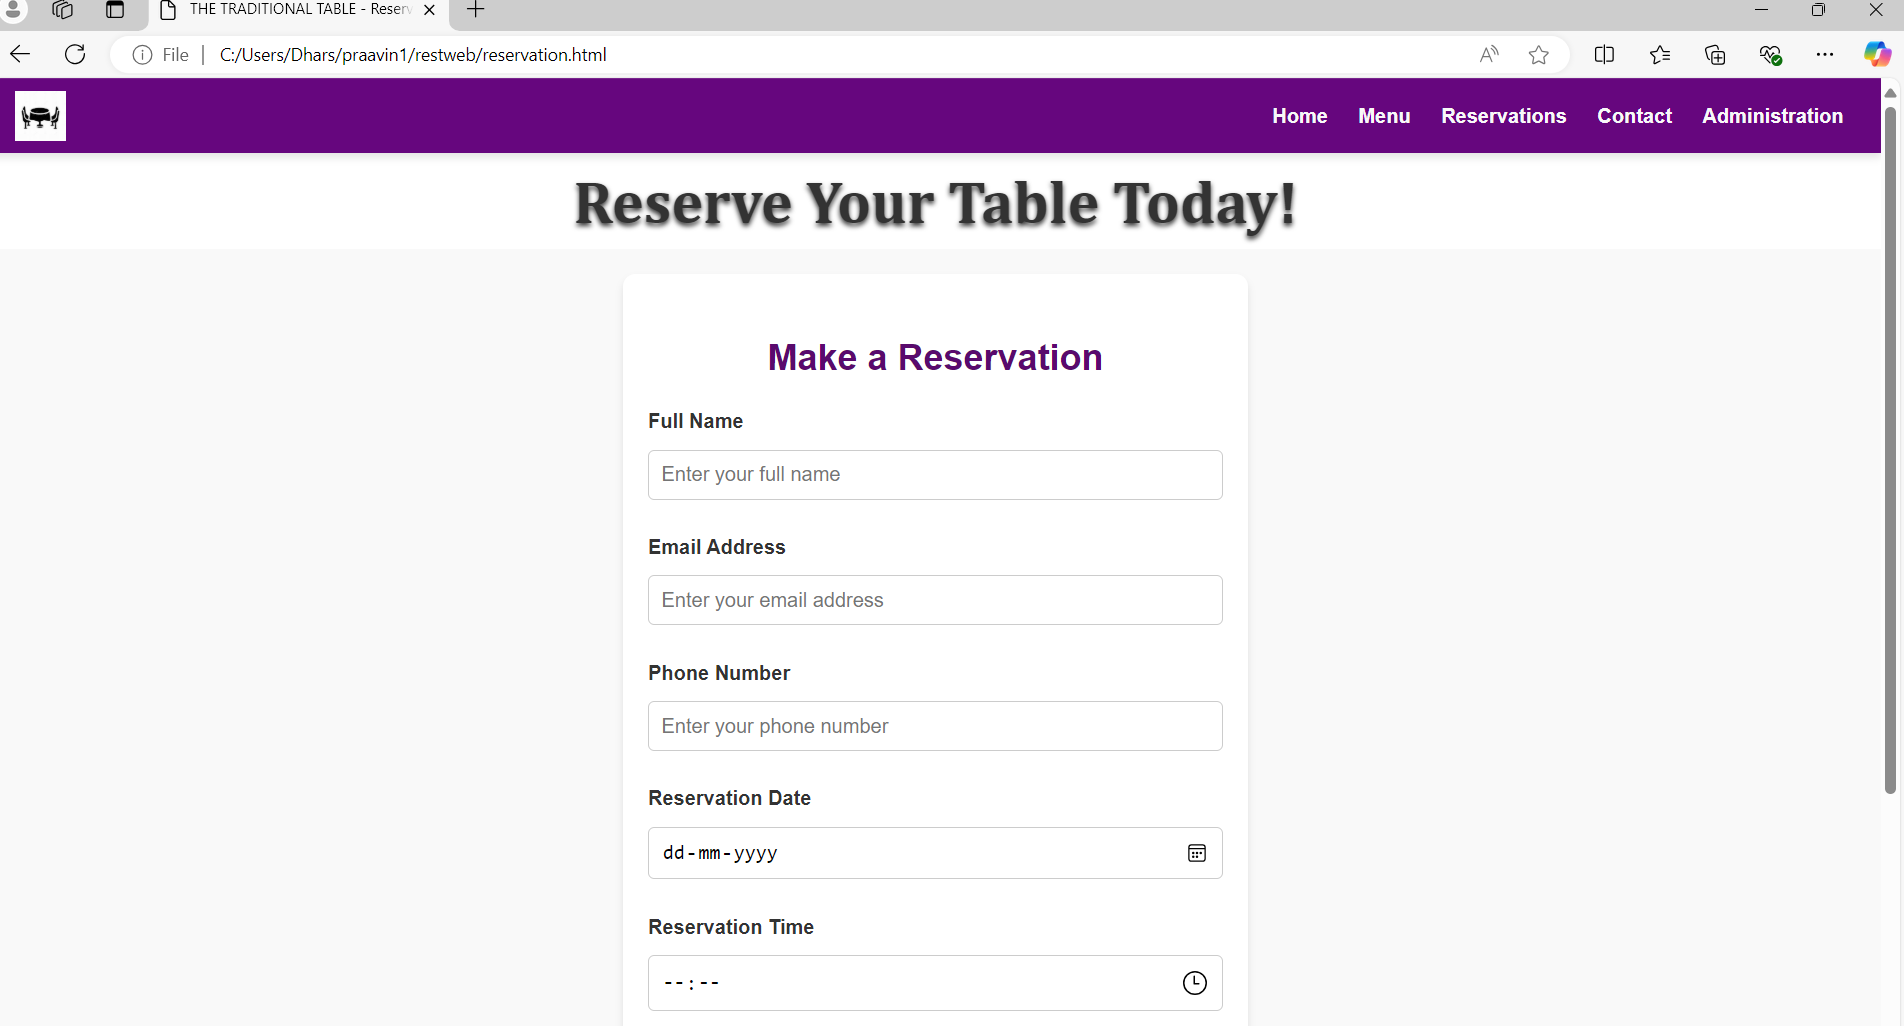 THE TRADITIONAL TABLE - Reserv
File
C:/Users/Dhars/praavin1/restweb/reservation.html
Home Menu Reservations Contact Administration
Reserve Your Table Today!
Make a Reservation
Full Name
Enter your full name
Email Address
Enter your email address
Phone Number
Enter your phone number
Reservation Date
dd-mm-yyyy
Reservation Time
--:--